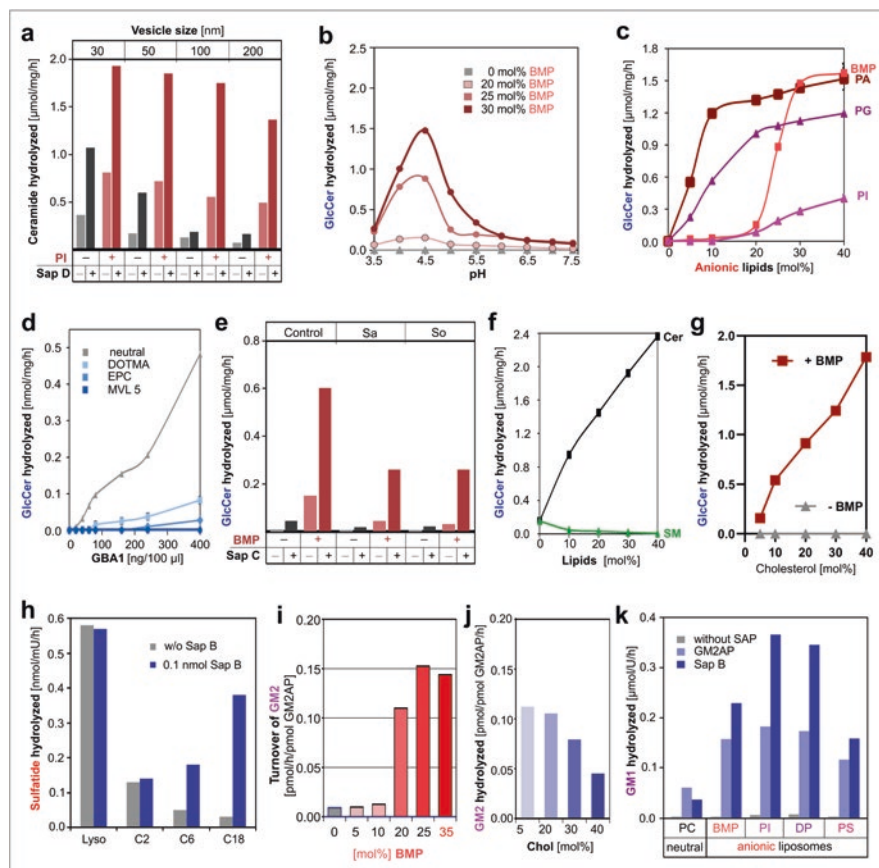 a
Vesicle size [nm]
30 50 100 200
Ceramide hydrolyzed [μmol/mg/h]
2.0
1.5
1.0
0.5
PI – + – + – + – +
Sap D – + – + – + – + – + – + – + – +
b
GlcCer hydrolyzed [μmol/mg/h]
2.5
2.0
1.5
1.0
0.5
0.0
0 mol% BMP
20 mol% BMP
25 mol% BMP
30 mol% BMP
3.5 4.5 5.5 6.5 7.5
pH
c
GlcCer hydrolyzed [μmol/mg/h]
1.8
1.5
1.2
0.9
0.6
0.3
0.0
BMP
PA
PG
PI
0 10 20 30 40
Anionic lipids [mol%]
d
GlcCer hydrolyzed [nmol/mg/h]
0.5
0.4
0.3
0.2
0.1
0.0
neutral
DOTMA
EPC
MVL 5
0 100 200 300 400
GBA1 [ng/100 μl]
e
Control Sa So
GlcCer hydrolyzed [μmol/mg/h]
0.8
0.6
0.4
0.2
0
BMP – + – + – +
Sap C – + – + – + – + – + – +
f
GlcCer hydrolyzed [μmol/mg/h]
2.4
2.0
1.6
1.2
0.8
0.4
0.0
Cer
SM
0 10 20 30 40
Lipids [mol%]
g
GlcCer hydrolyzed [μmol/mg/h]
2.0
1.5
1.0
0.5
0.0
+ BMP
- BMP
0 10 20 30 40
Cholesterol [mol%]
h
Sulfatide hydrolyzed [nmol/mU/h]
0.6
0.5
0.4
0.3
0.2
0.1
0
w/o Sap B
0.1 nmol Sap B
Lyso C2 C6 C18
i
Turnover of GM2
[pmol/h/pmol GM2AP]
0.20
0.15
0.10
0.05
0.00
0 5 10 20 25 35
[mol%] BMP
j
GM2 hydrolyzed [pmol/pmol GM2AP/h]
0.20
0.15
0.10
0.05
0.00
5 20 30 40
Chol [mol%]
k
GM1 hydrolyzed [μmol/U/h]
0.4
0.3
0.2
0.1
0
without SAP
GM2AP
Sap B
PC BMP PI DP PS
neutral anionic liposomes